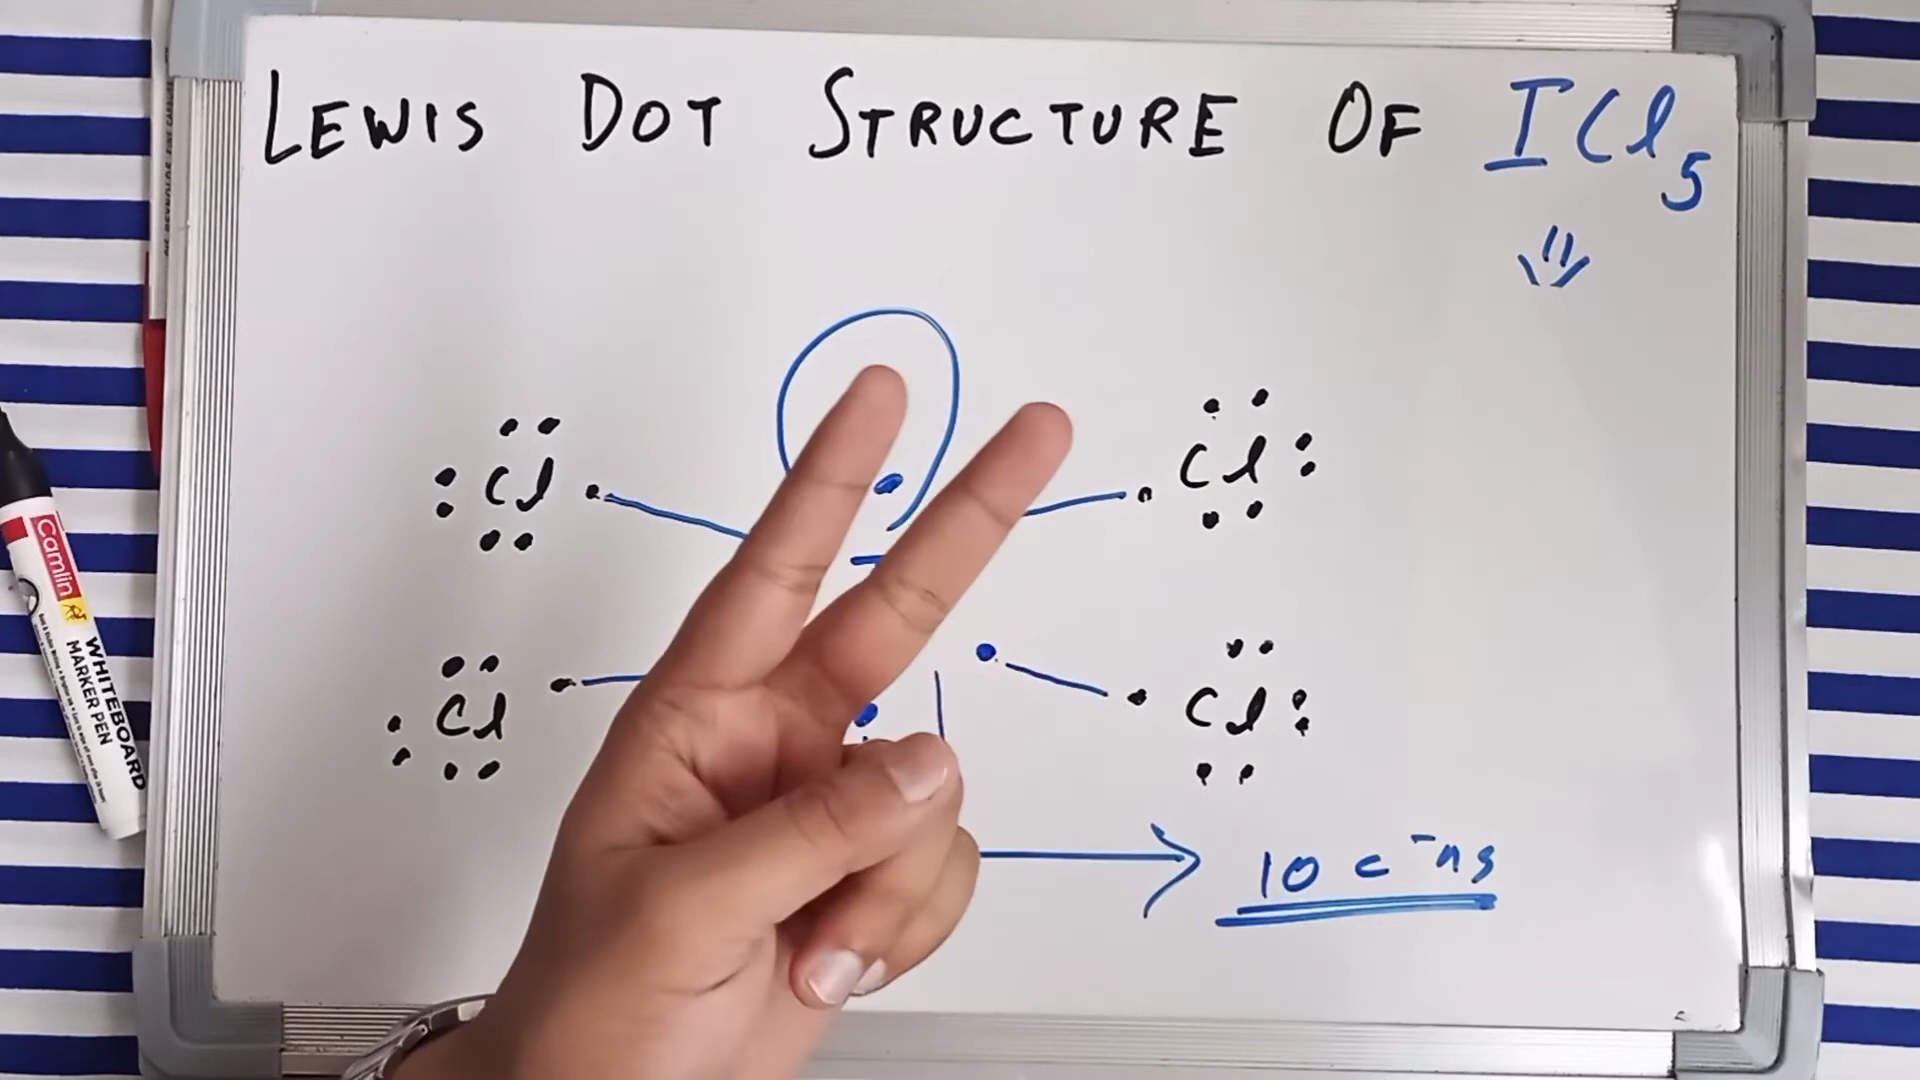 LEWIS DOT STRUCTURE OF ICl5
Cl
Cl
Cl
Cl
10 e⁻ns
Camlin
WHITEBOARD
MARKER PEN